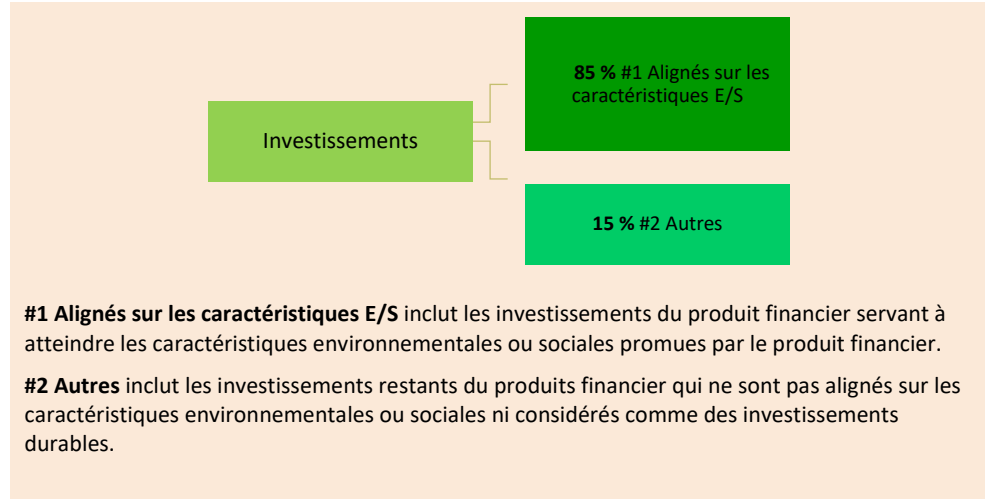 85 % #1 Alignés sur les
caractéristiques E/S
Investissements
15 % #2 Autres
#1 Alignés sur les caractéristiques E/S inclut les investissements du produit financier servant à
atteindre les caractéristiques environnementales ou sociales promues par le produit financier.
#2 Autres inclut les investissements restants du produits financier qui ne sont pas alignés sur les
caractéristiques environnementales ou sociales ni considérés comme des investissements
durables.